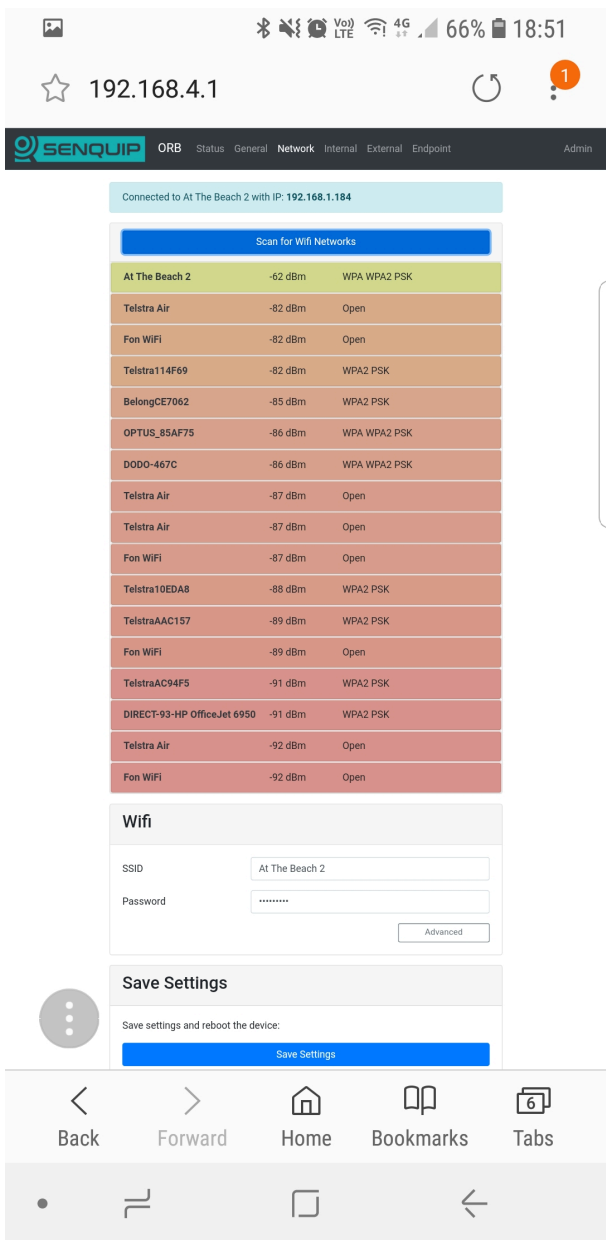 Vo)) LTE 4G 66% 18:51
192.168.4.1 1
SENQUIP ORB Status General Network Internal External Endpoint Admin
Connected to At The Beach 2 with IP: 192.168.1.184
Scan for Wifi Networks
At The Beach 2 -62 dBm WPA WPA2 PSK
Telstra Air -82 dBm Open
Fon WiFi -82 dBm Open
Telstra114F69 -82 dBm WPA2 PSK
BelongCE7062 -85 dBm WPA2 PSK
OPTUS_85AF75 -86 dBm WPA WPA2 PSK
DODO-467C -86 dBm WPA WPA2 PSK
Telstra Air -87 dBm Open
Telstra Air -87 dBm Open
Fon WiFi -87 dBm Open
Telstra10EDA8 -88 dBm WPA2 PSK
TelstraAAC157 -89 dBm WPA2 PSK
Fon WiFi -89 dBm Open
TelstraAC94F5 -91 dBm WPA2 PSK
DIRECT-93-HP OfficeJet 6950 -91 dBm WPA2 PSK
Telstra Air -92 dBm Open
Fon WiFi -92 dBm Open
Wifi
SSID At The Beach 2
Password •••••••••
Advanced
Save Settings
Save settings and reboot the device:
Save Settings
6
Back Forward Home Bookmarks Tabs